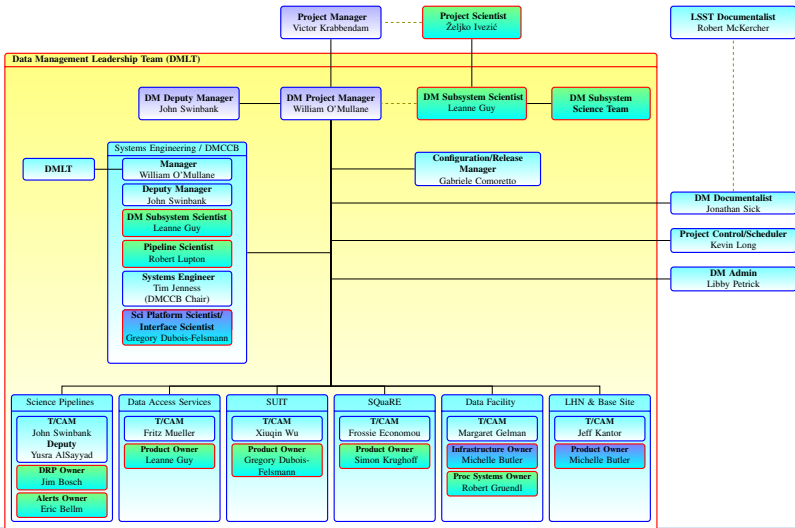 Project Manager
Victor Krabbendam
Project Scientist
Željko Ivezić
LSST Documentalist
Robert McKercher
Data Management Leadership Team (DMLT)
DM Deputy Manager
John Swinbank
DM Project Manager
William O'Mullane
DM Subsystem Scientist
Leanne Guy
DM Subsystem
Science Team
Systems Engineering / DMCCB
DMLT
Manager
William O'Mullane
Deputy Manager
John Swinbank
DM Subsystem Scientist
Leanne Guy
Pipeline Scientist
Robert Lupton
Systems Engineer
Tim Jenness
(DMCCB Chair)
Sci Platform Scientist/
Interface Scientist
Gregory Dubois-Felsmann
Configuration/Release
Manager
Gabriele Comoretto
DM Documentalist
Jonathan Sick
Project Control/Scheduler
Kevin Long
DM Admin
Libby Petrick
Science Pipelines
T/CAM
John Swinbank
Deputy
Yusra AlSayyad
DRP Owner
Jim Bosch
Alerts Owner
Eric Bellm
Data Access Services
T/CAM
Fritz Mueller
Product Owner
Leanne Guy
SUIT
T/CAM
Xiuqin Wu
Product Owner
Gregory Dubois-
Felsmann
SQuaRE
T/CAM
Frossie Economou
Product Owner
Simon Krughoff
Data Facility
T/CAM
Margaret Gelman
Infrastructure Owner
Michelle Butler
Proc Systems Owner
Robert Gruendl
LHN & Base Site
T/CAM
Jeff Kantor
Product Owner
Michelle Butler